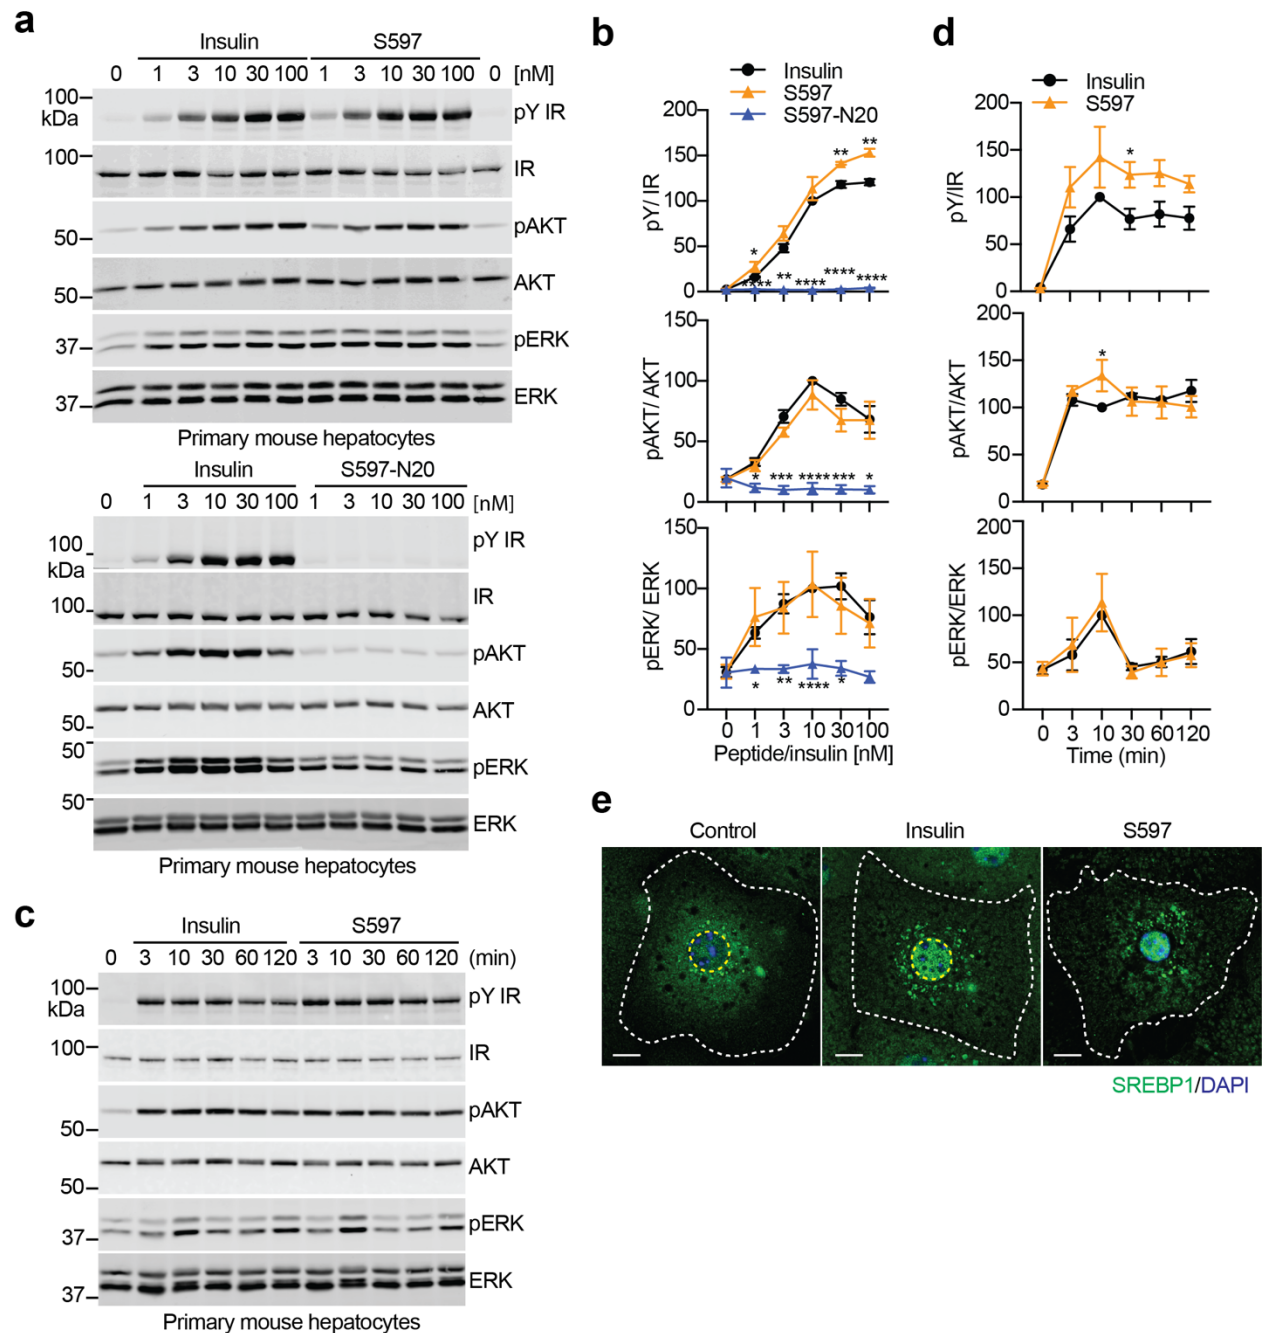 a
Insulin S597
0 1 3 10 30 100 1 3 10 30 100 0 [nM]
100
kDa
pY IR
100
IR
pAKT
50
AKT
50
pERK
37
ERK
37
Primary mouse hepatocytes
Insulin S597-N20
0 1 3 10 30 100 1 3 10 30 100 [nM]
pY IR
100
kDa
IR
100
pAKT
50
AKT
50
50
pERK
50
ERK
Primary mouse hepatocytes
c
Insulin S597
0 3 10 30 60 120 3 10 30 60 120 (min)
100
kDa
pY IR
100
IR
pAKT
50
AKT
50
pERK
37
ERK
37
Primary mouse hepatocytes
b
Insulin
S597
S597-N20
200
150
100
50
0
pY/ IR
** 
**
*
**** ** **** **** ****
150
100
50
0
pAKT/ AKT
* *** **** *** *
150
100
50
0
pERK/ ERK
* ** **** *
0 1 3 10 30 100
Peptide/insulin [nM]
d
Insulin
S597
200
150
100
50
0
pY/IR
*
200
150
100
50
0
pAKT/AKT
*
200
150
100
50
0
pERK/ERK
0 3 10 30 60 120
Time (min)
e
Control Insulin S597
SREBP1/DAPI